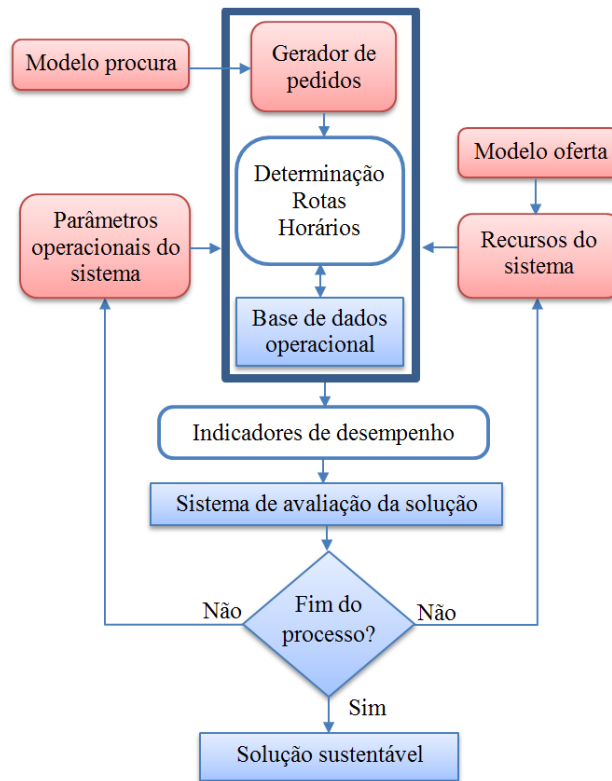 Modelo procura
Gerador de
pedidos
Determinação
Rotas
Horários
Modelo oferta
Parâmetros
operacionais do
sistema
Recursos do
sistema
Base de dados
operacional
Indicadores de desempenho
Sistema de avaliação da solução
Não
Fim do
processo?
Não
Sim
Solução sustentável